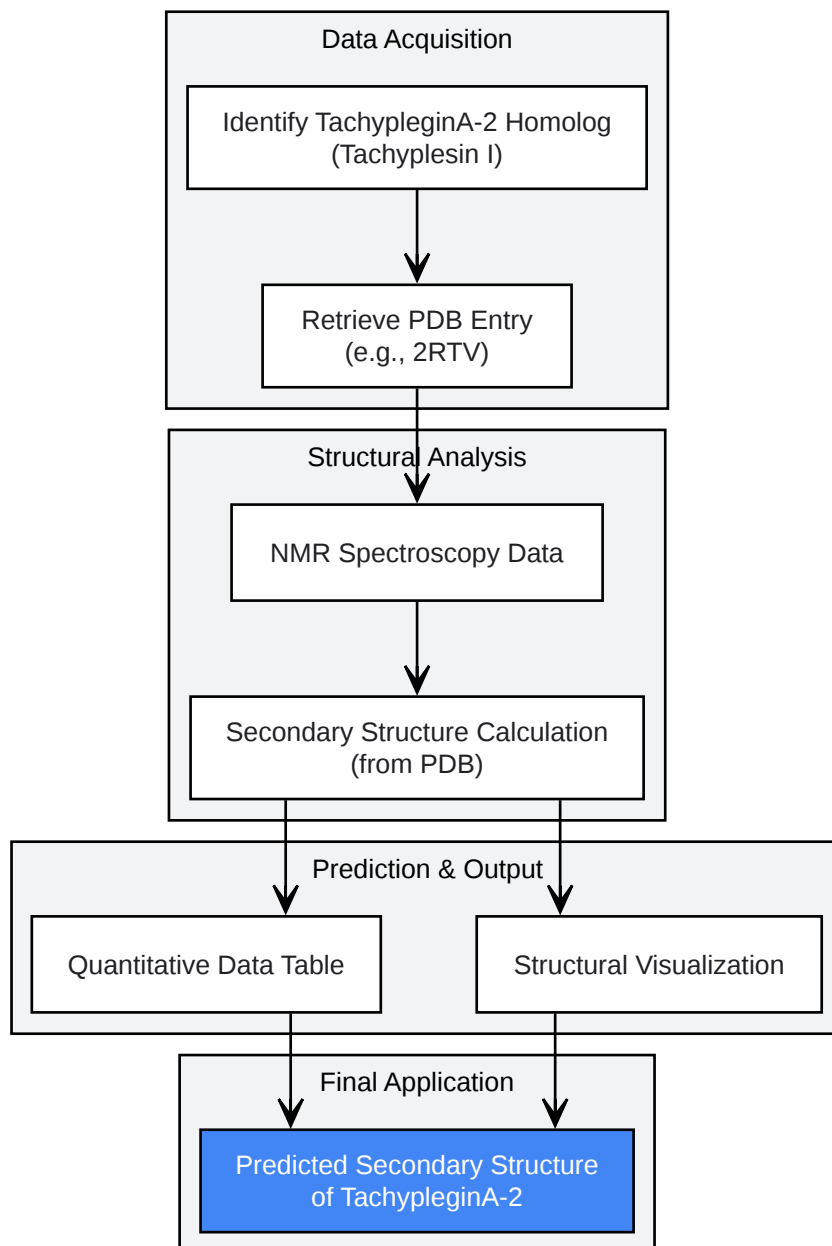 Data Acquisition
Identify TachypleginA-2 Homolog
(Tachyplesin I)
Retrieve PDB Entry
(e.g., 2RTV)
Structural Analysis
NMR Spectroscopy Data
Secondary Structure Calculation
(from PDB)
Prediction & Output
Quantitative Data Table
Structural Visualization
Final Application
Predicted Secondary Structure
of TachypleginA-2